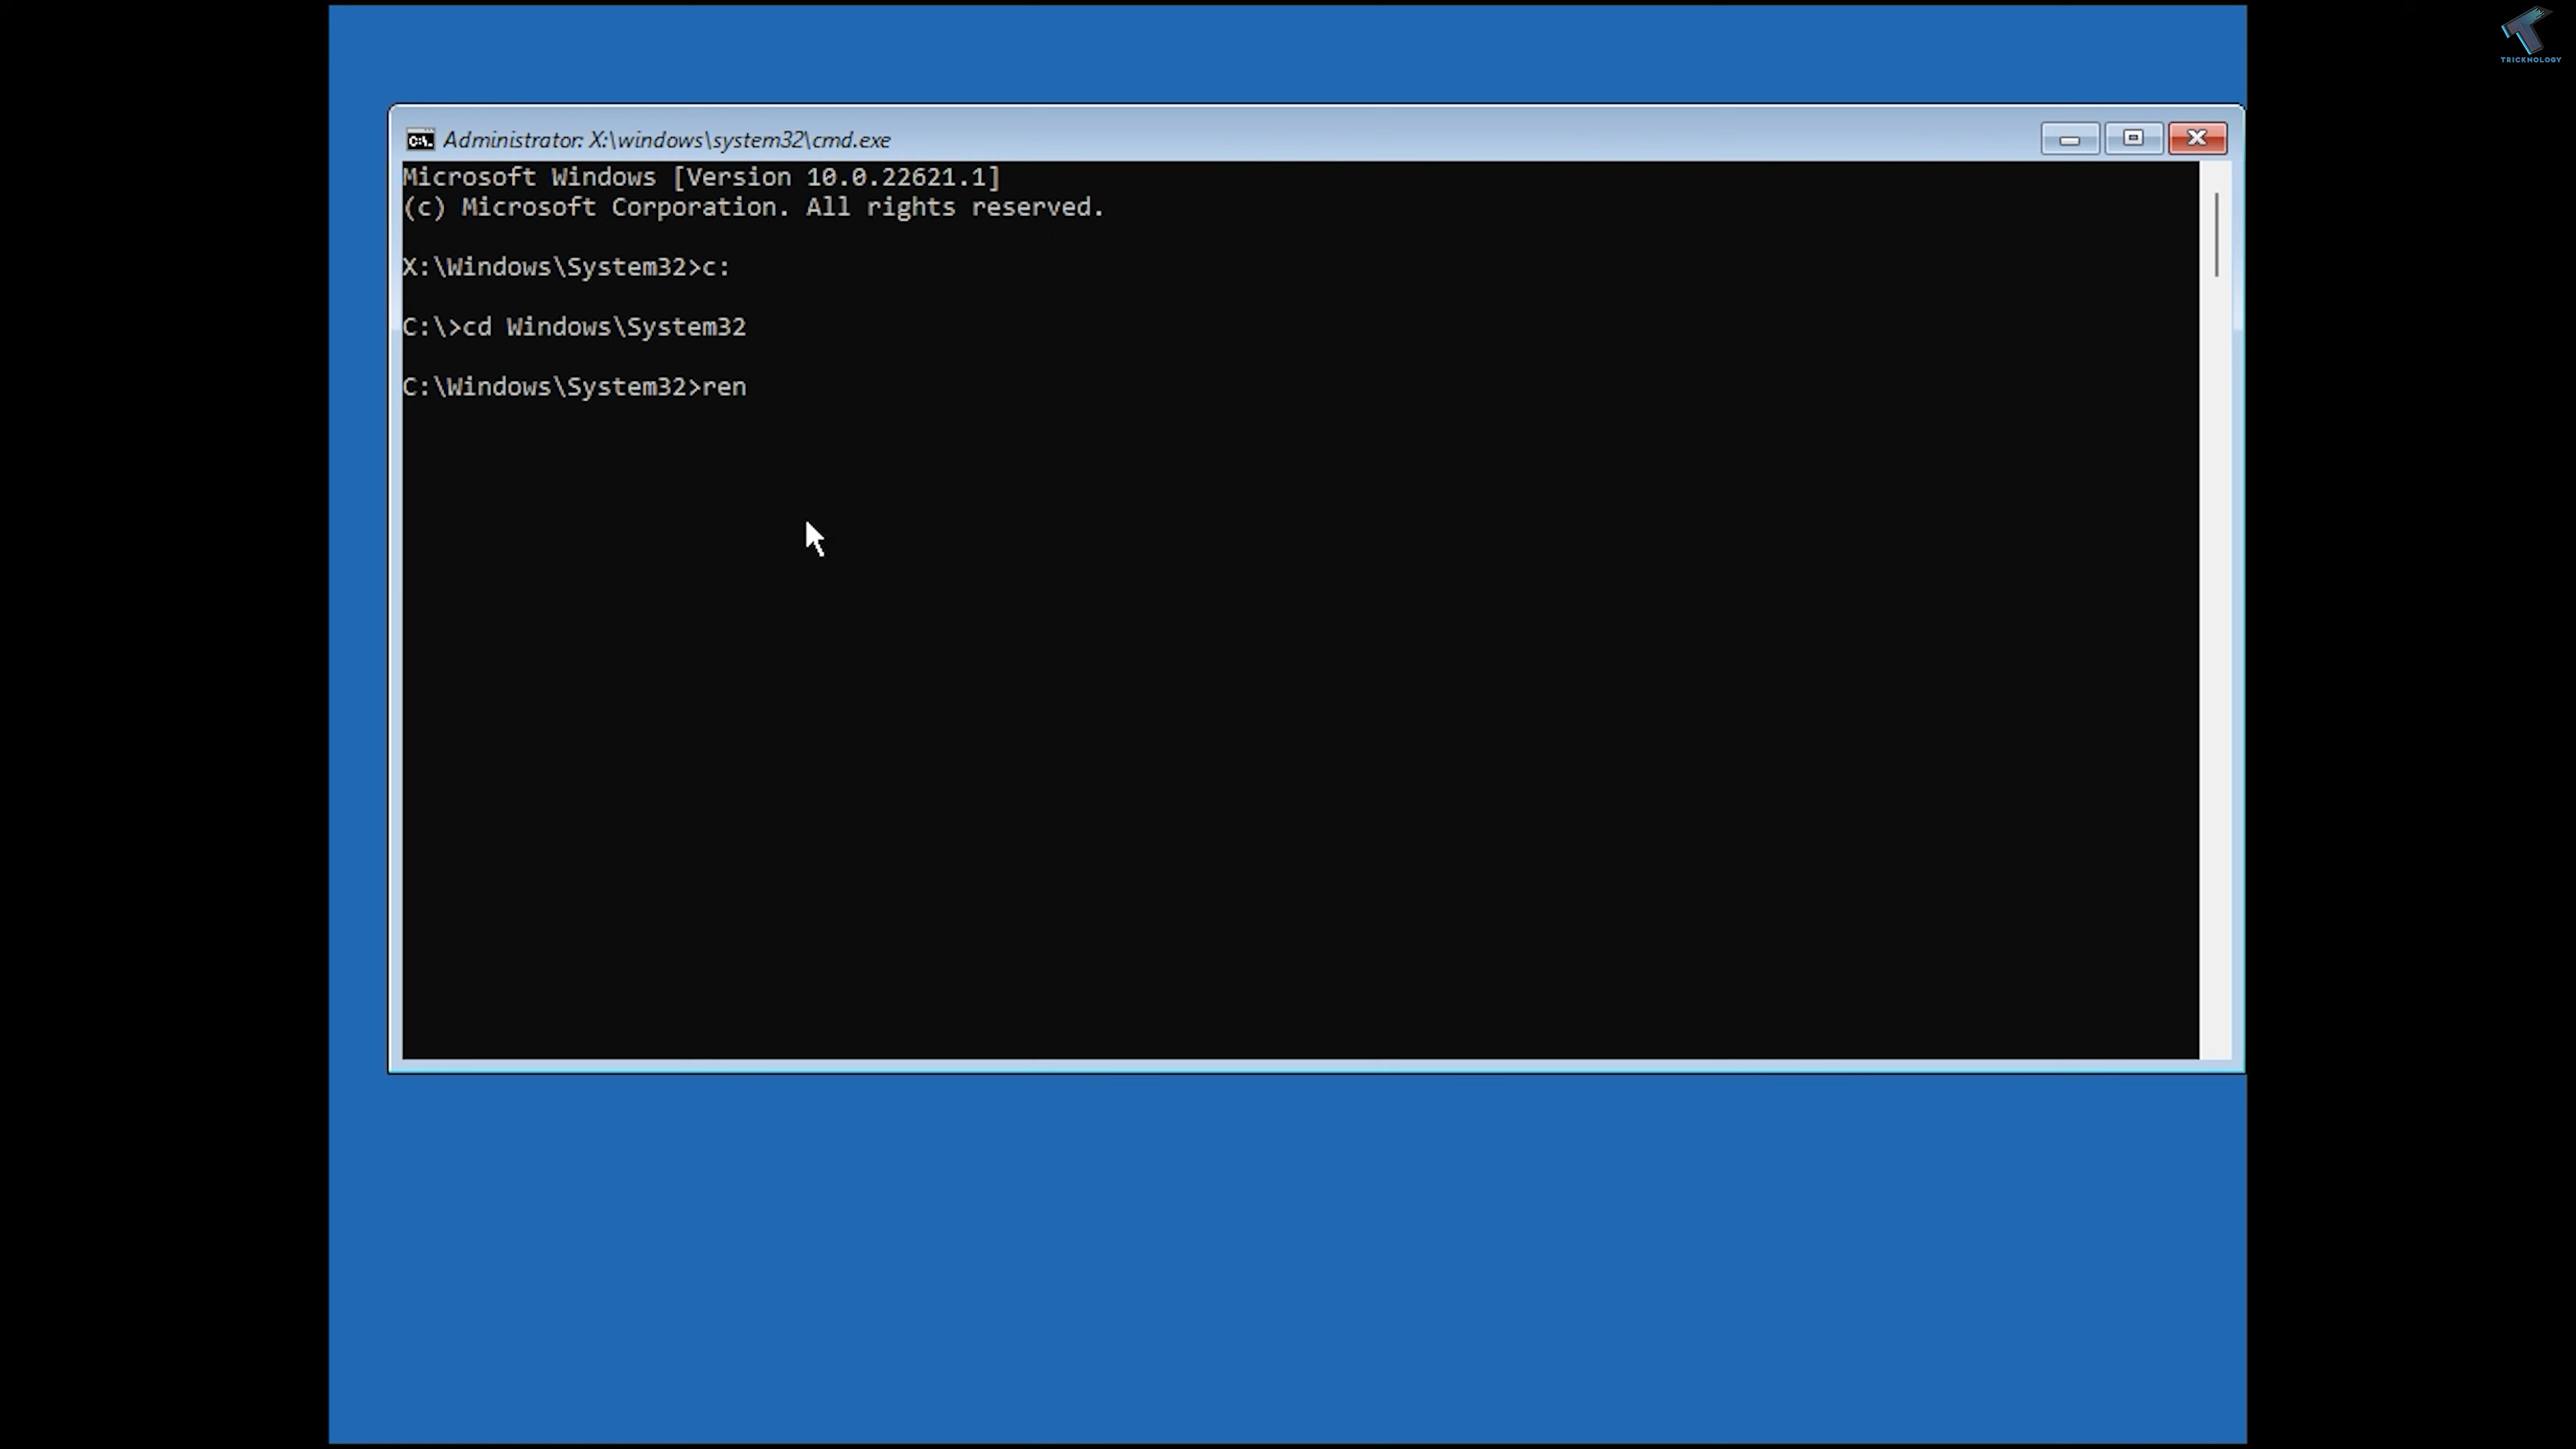 TRICKNOLOGY
Administrator: X:\windows\system32\cmd.exe
Microsoft Windows [Version 10.0.22621.1]
(c) Microsoft Corporation. All rights reserved.
X:\Windows\System32>c:
C:\>cd Windows\System32
C:\Windows\System32>ren